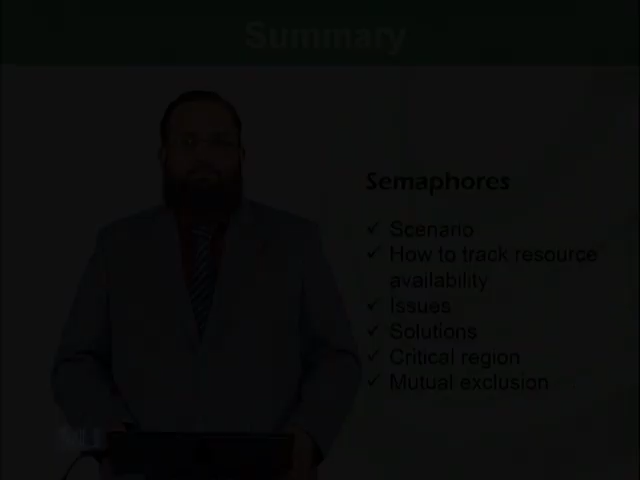 Summary
Semaphores
✓ Scenario
✓ How to track resource
availability
✓ Issues
✓ Solutions
✓ Critical region
✓ Mutual exclusion